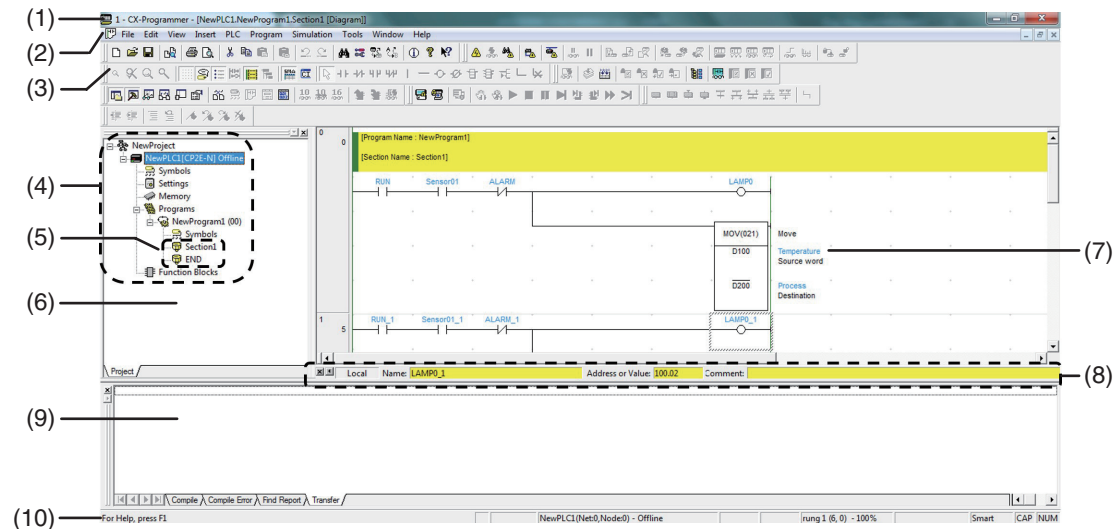 (1)
1 - CX-Programmer - [NewPLC1.NewProgram1.Section1 [Diagram]]
(2)
File Edit View Insert PLC Program Simulation Tools Window Help
(3)
10 10 16
(4)
NewProject
NewPLC1[CP2E-N] Offline
Symbols
Settings
Memory
Programs
NewProgram1 (00)
Symbols
(5)
Section1
END
Function Blocks
(6)
Project
0
0
[Program Name : NewProgram1]
[Section Name : Section1]
RUN Sensor01 ALARM LAMP0
MOV(021) Move
D100 Temperature
Source word
(7)
D200 Process
Destination
1
5
RUN_1 Sensor01_1 ALARM_1 LAMP0_1
Local Name: LAMP0_1 Address or Value: 100.02 Comment:
(8)
(9)
Compile Compile Error Find Report Transfer
(10)
For Help, press F1 NewPLC1(Net:0,Node:0) - Offline rung 1 (6, 0) - 100% Smart CAP NUM